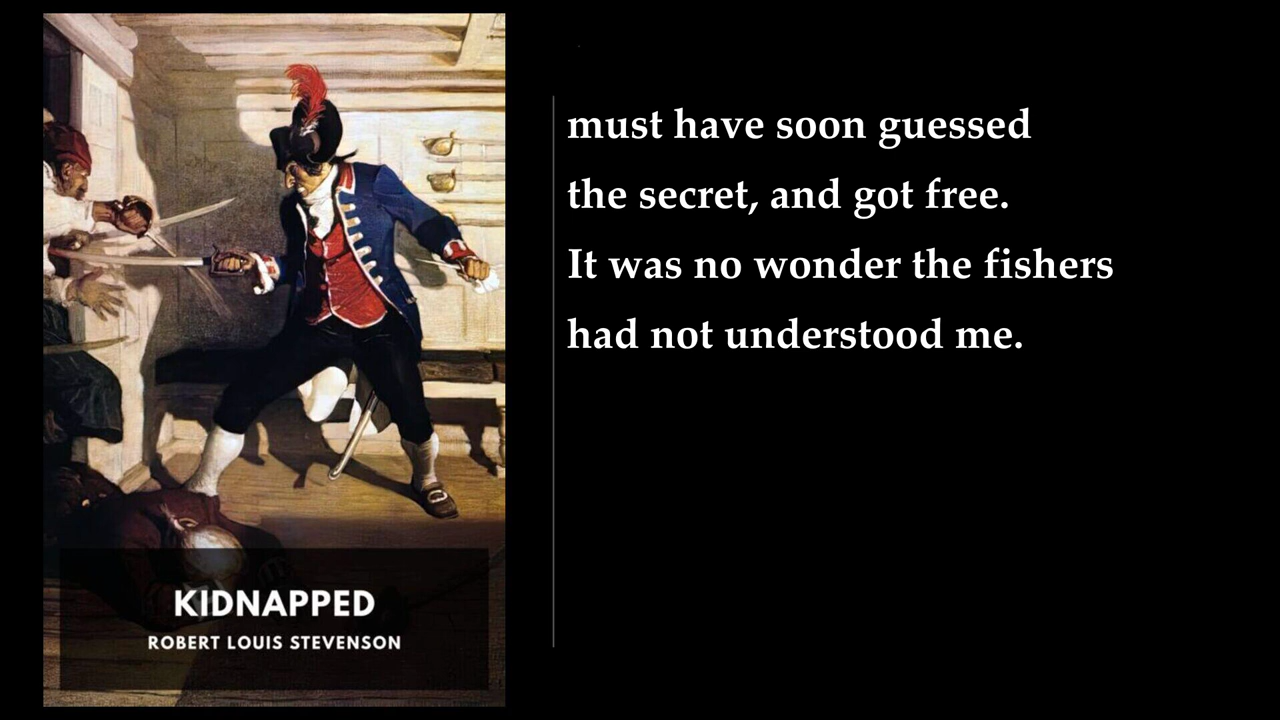 must have soon guessed
the secret, and got free.
It was no wonder the fishers
had not understood me.
KIDNAPPED
ROBERT LOUIS STEVENSON